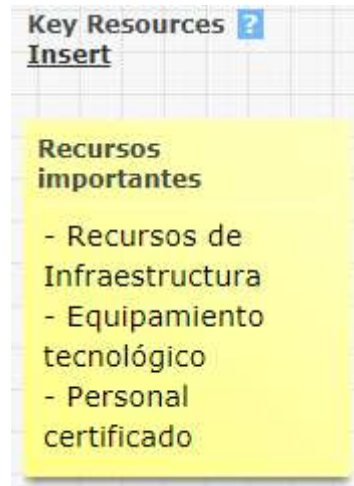 Key Resources ?
Insert
Recursos
importantes
- Recursos de
Infraestructura
- Equipamiento
tecnológico
- Personal
certificado